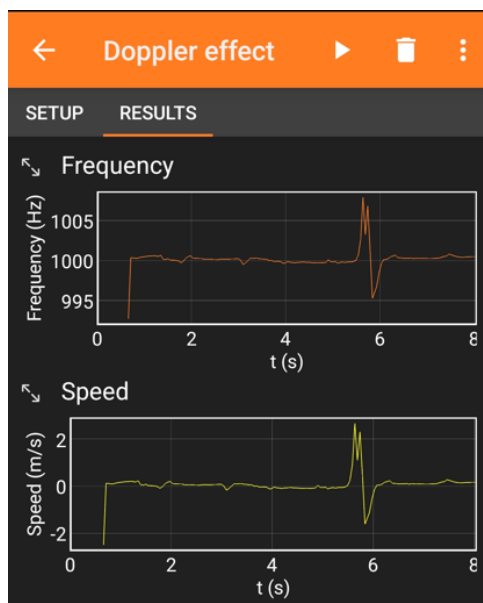 Doppler effect
SETUP RESULTS
Frequency
Frequency (Hz)
1005
1000
995
0 2 4 6 8
t (s)
Speed
Speed (m/s)
2
0
-2
0 2 4 6 8
t (s)